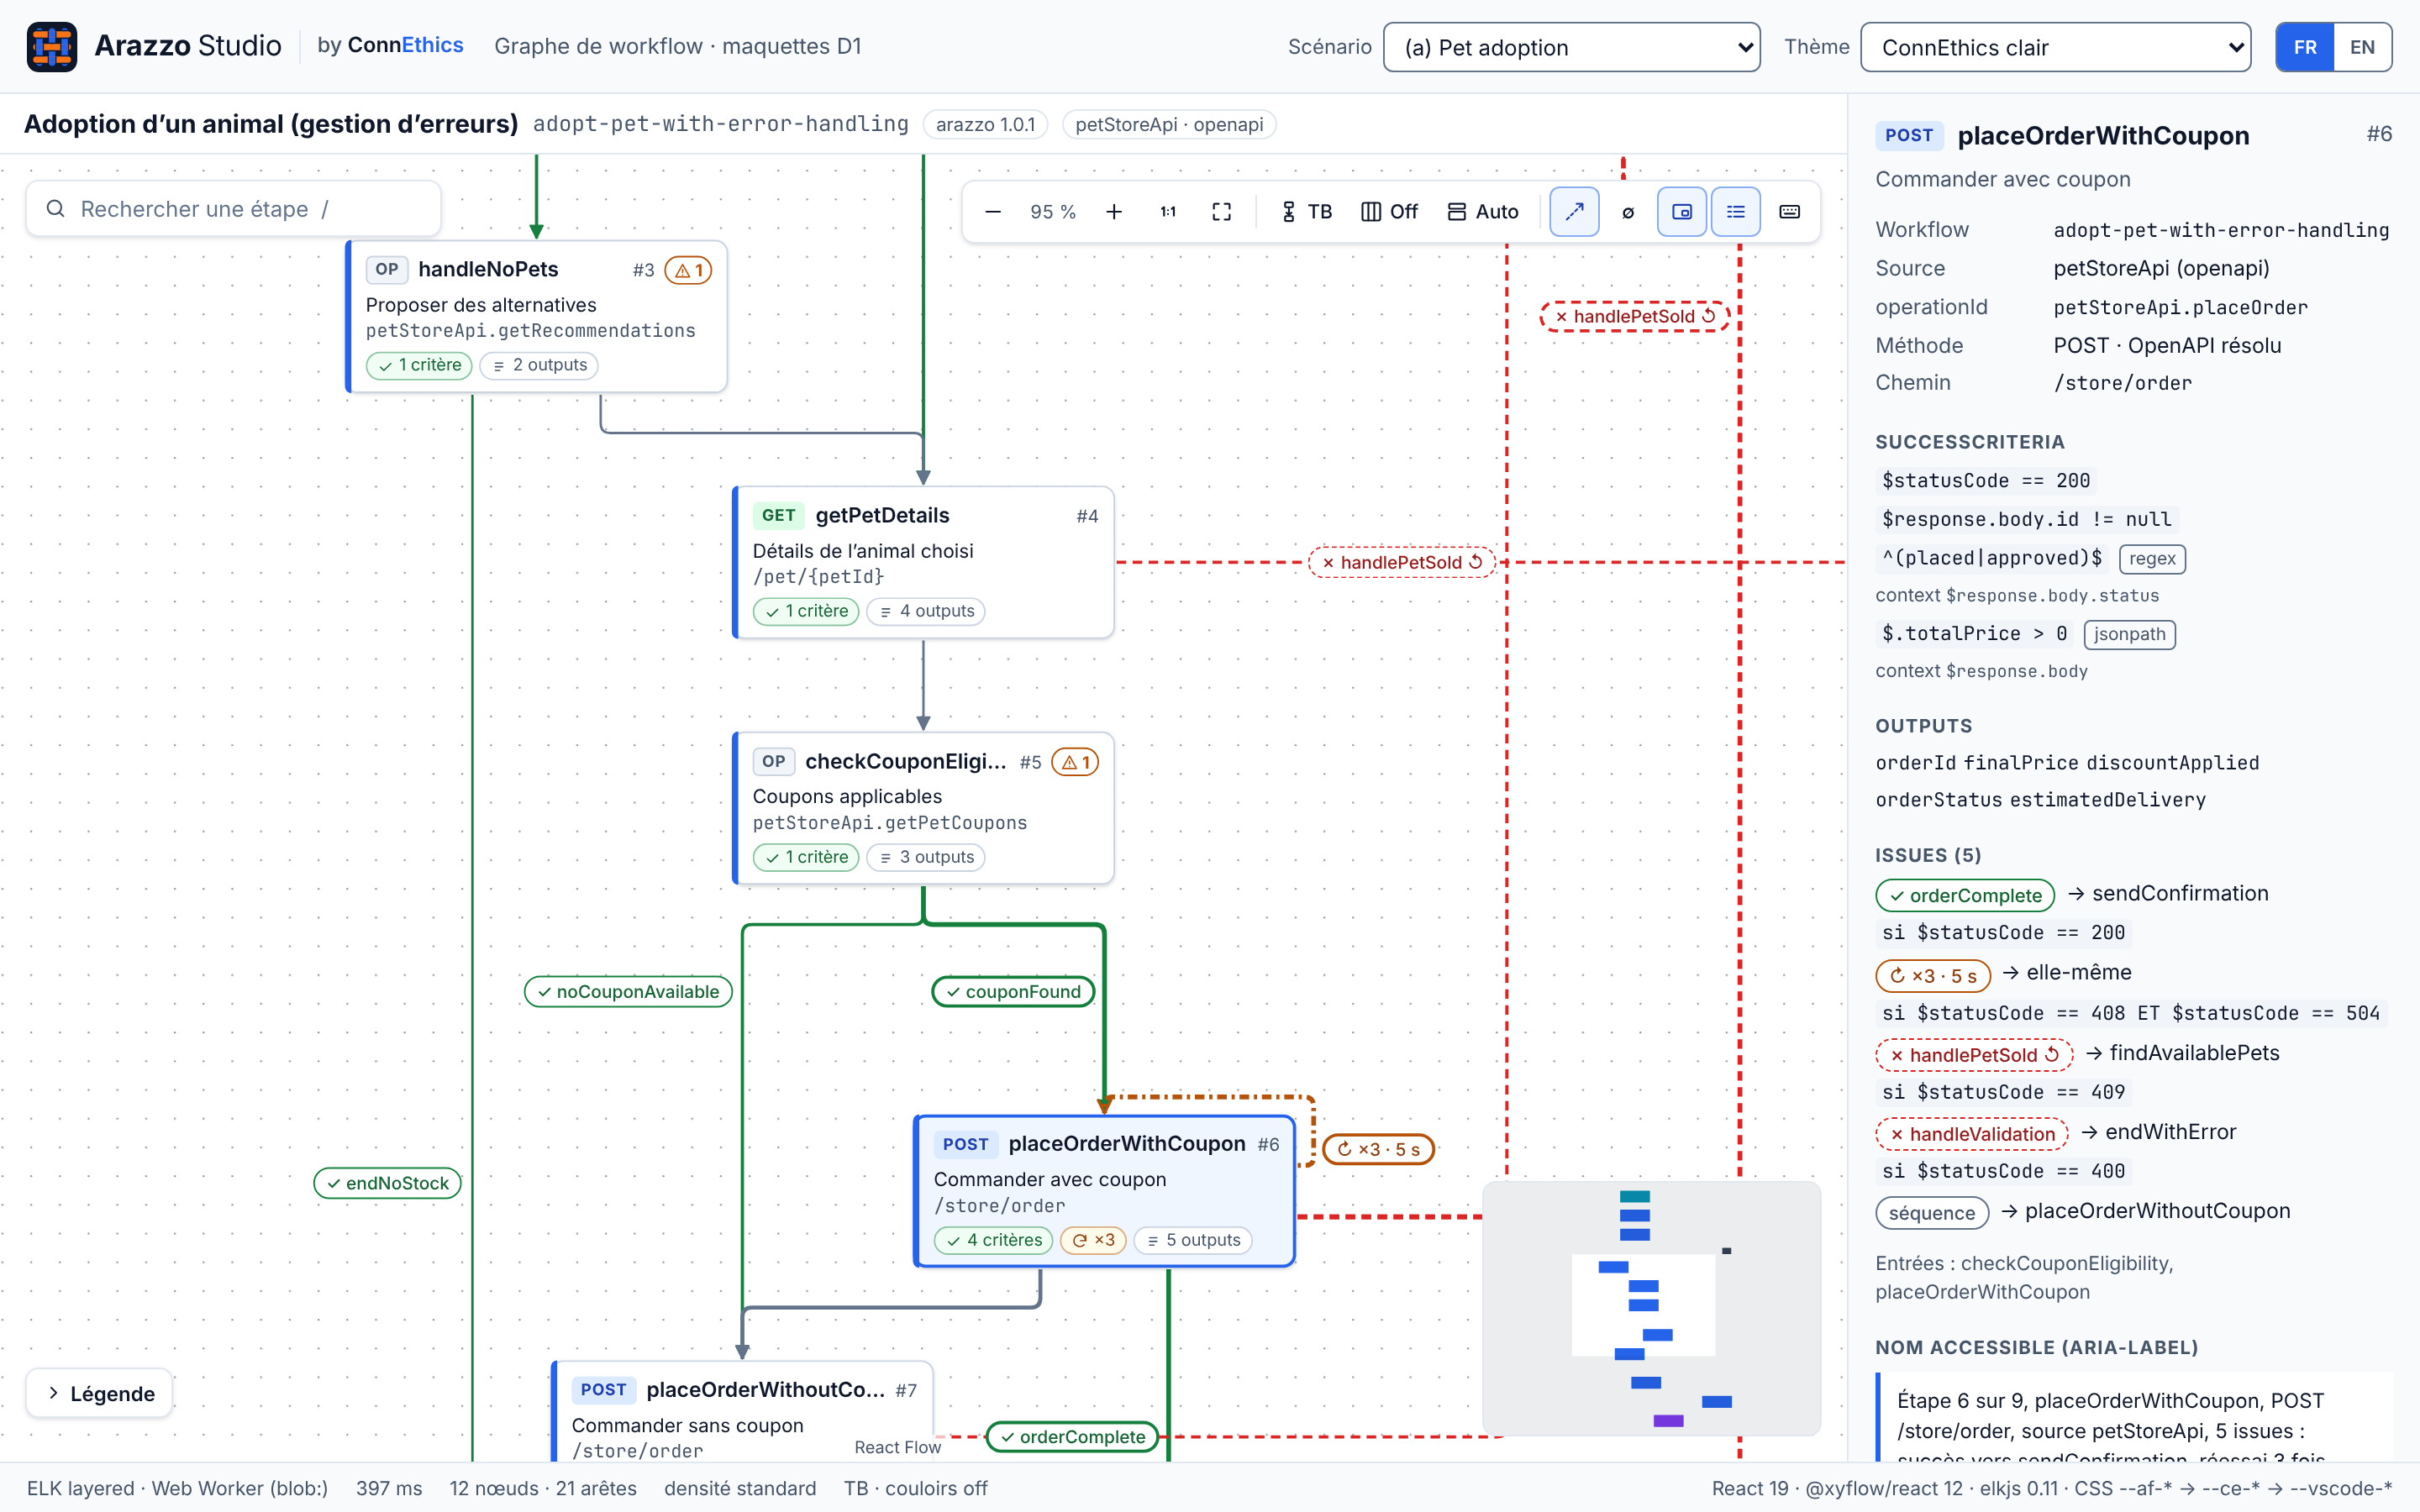 Arazzo Studio by ConnEthics Graphe de workflow · maquettes D1 Scénario (a) Pet adoption Thème ConnEthics clair FR EN
Adoption d’un animal (gestion d’erreurs) adopt-pet-with-error-handling arazzo 1.0.1 petStoreApi · openapi
Rechercher une étape /
95 % 1:1 TB Off Auto ø
OP handleNoPets #3 1
Proposer des alternatives
petStoreApi.getRecommendations
1 critère 2 outputs
× handlePetSold
GET getPetDetails #4
Détails de l’animal choisi
/pet/{petId}
1 critère 4 outputs
× handlePetSold
OP checkCouponEligi... #5 1
Coupons applicables
petStoreApi.getPetCoupons
1 critère 3 outputs
noCouponAvailable
couponFound
endNoStock
POST placeOrderWithCoupon #6
Commander avec coupon
/store/order
4 critères ×3 5 outputs
×3 · 5 s
POST placeOrderWithoutCo... #7
Commander sans coupon
/store/order
orderComplete
React Flow
Légende
POST placeOrderWithCoupon #6
Commander avec coupon
Workflow adopt-pet-with-error-handling
Source petStoreApi (openapi)
operationId petStoreApi.placeOrder
Méthode POST · OpenAPI résolu
Chemin /store/order
SUCCESSCRITERIA
$statusCode == 200
$response.body.id != null
^(placed|approved)$ regex
context $response.body.status
$.totalPrice > 0 jsonpath
context $response.body
OUTPUTS
orderId finalPrice discountApplied
orderStatus estimatedDelivery
ISSUES (5)
orderComplete → sendConfirmation
si $statusCode == 200
×3 · 5 s → elle-même
si $statusCode == 408 ET $statusCode == 504
× handlePetSold → findAvailablePets
si $statusCode == 409
× handleValidation → endWithError
si $statusCode == 400
séquence → placeOrderWithoutCoupon
Entrées : checkCouponEligibility,
placeOrderWithCoupon
NOM ACCESSIBLE (ARIA-LABEL)
Étape 6 sur 9, placeOrderWithCoupon, POST
/store/order, source petStoreApi, 5 issues :
succès vers sendConfirmation, réessai 3 fois
ELK layered · Web Worker (blob:) 397 ms 12 nœuds · 21 arêtes densité standard TB · couloirs off
React 19 · @xyflow/react 12 · elkjs 0.11 · CSS --af-* → --ce-* → --vscode-*